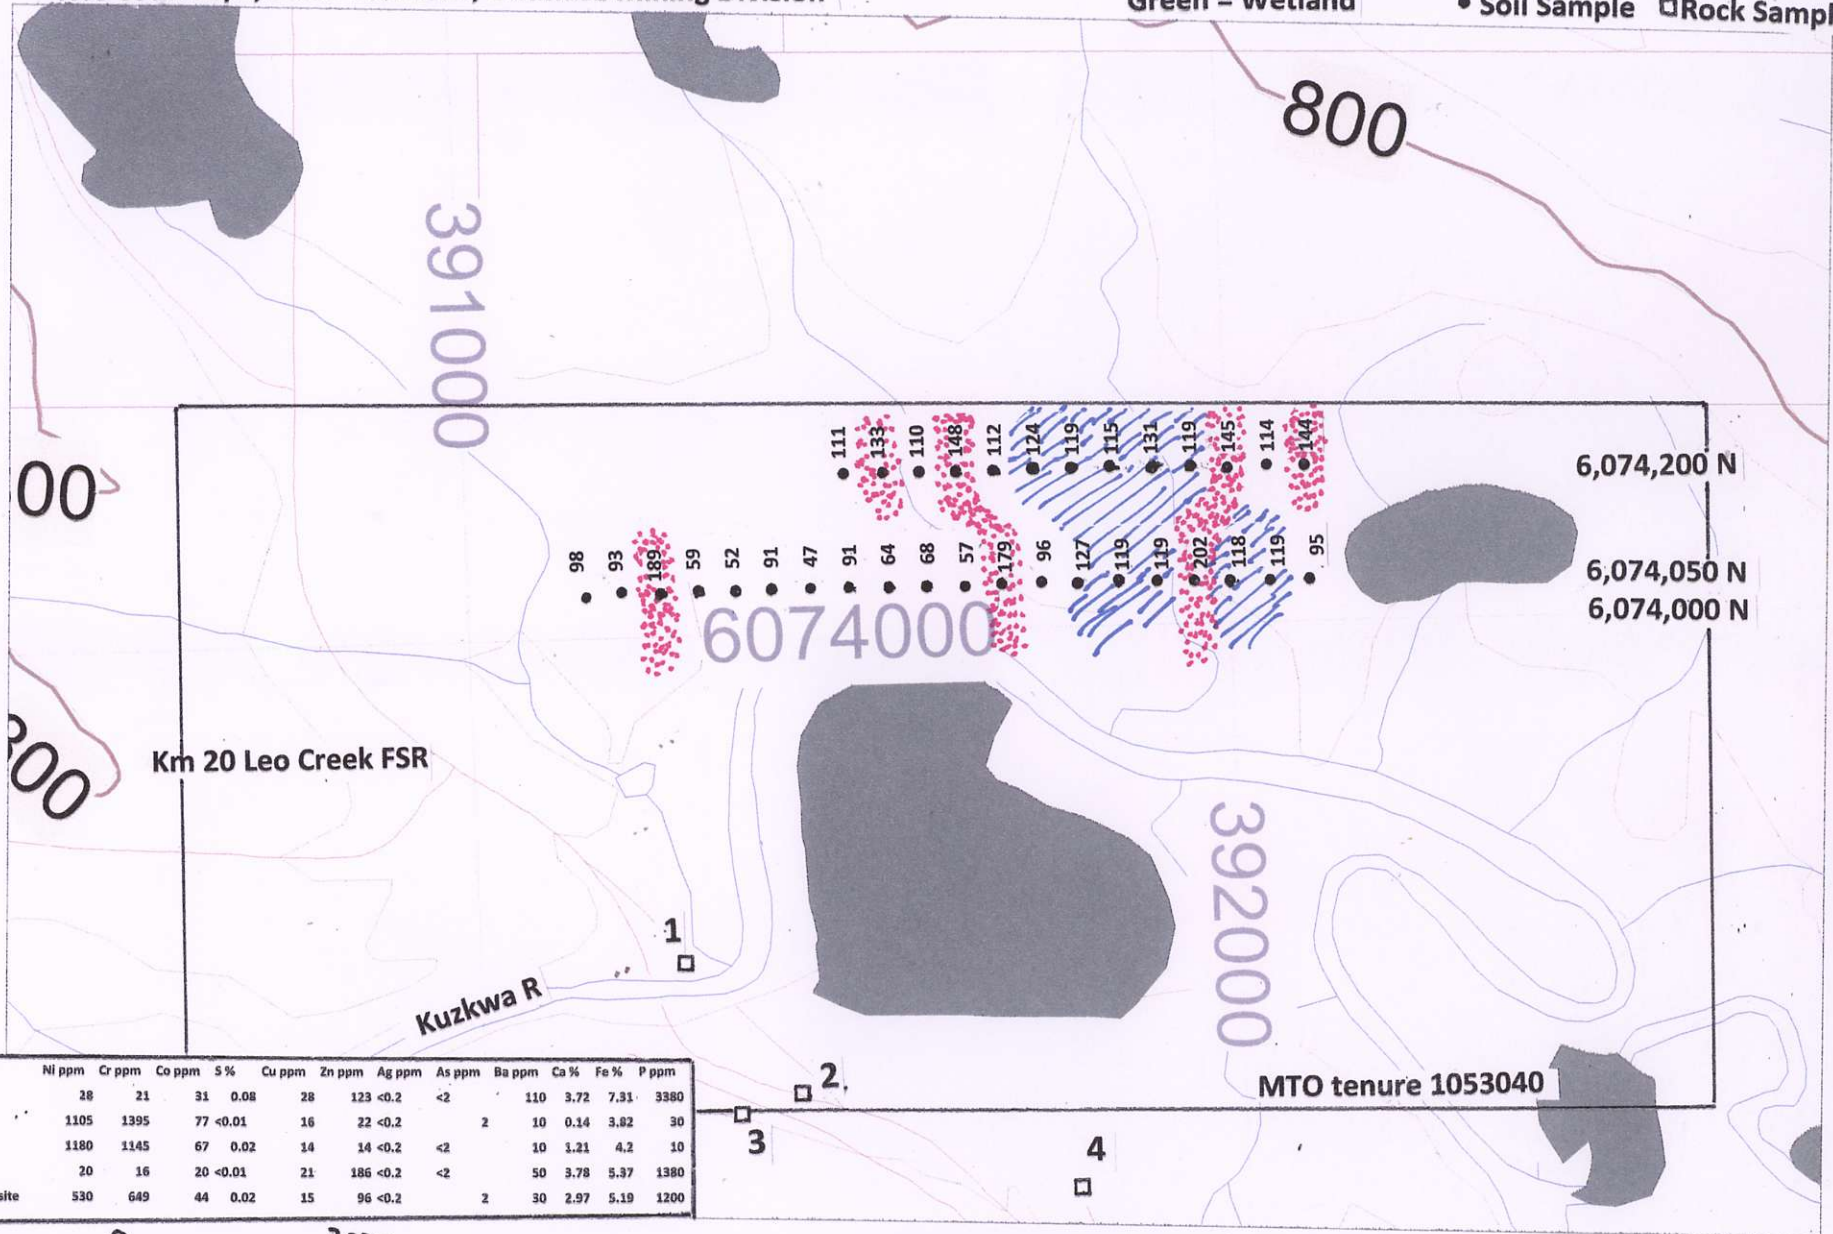 Mining Division
Green = Wetland
• Soil Sample □Rock Sampl
800
391000
111 133 110 148 112 124 119 115 131 119 145 114 144
6,074,200 N
00
98 93 189 59 52 91 47 91 64 68 57 179 96 127 119 119 202 118 119 95
6,074,050 N
6,074,000 N
6074000
Km 20 Leo Creek FSR
800
392000
1
Kuzkwa R
2
MTO tenure 1053040
3
4
Ni ppm Cr ppm Co ppm S % Cu ppm Zn ppm Ag ppm As ppm Ba ppm Ca % Fe % P ppm
28 21 31 0.08 28 123 <0.2 <2 110 3.72 7.31 3380
1105 1395 77 <0.01 16 22 <0.2 2 10 0.14 3.82 30
1180 1145 67 0.02 14 14 <0.2 <2 10 1.21 4.2 10
20 16 20 <0.01 21 186 <0.2 <2 50 3.78 5.37 1380
site 530 649 44 0.02 15 96 <0.2 2 30 2.97 5.19 1200